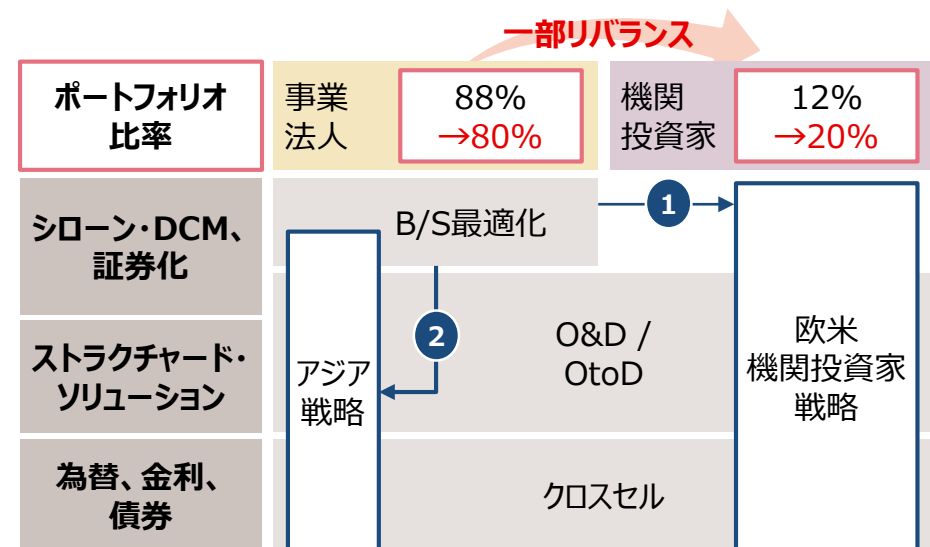 一部リバランス
ポートフォリオ
比率
事業
法人
88%
→80%
機関
投資家
12%
→20%
シローン・DCM、
証券化
B/S最適化
1
ストラクチャード・
ソリューション
アジア
戦略
2
O&D /
OtoD
欧米
機関投資家
戦略
為替、金利、
債券
クロスセル